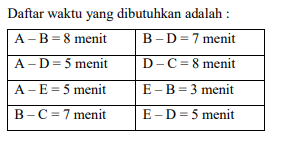 Daftar waktu yang dibutuhkan adalah :
A – B = 8 menit B – D = 7 menit
A – D = 5 menit D – C = 8 menit
A – E = 5 menit E – B = 3 menit
B – C = 7 menit E – D = 5 menit